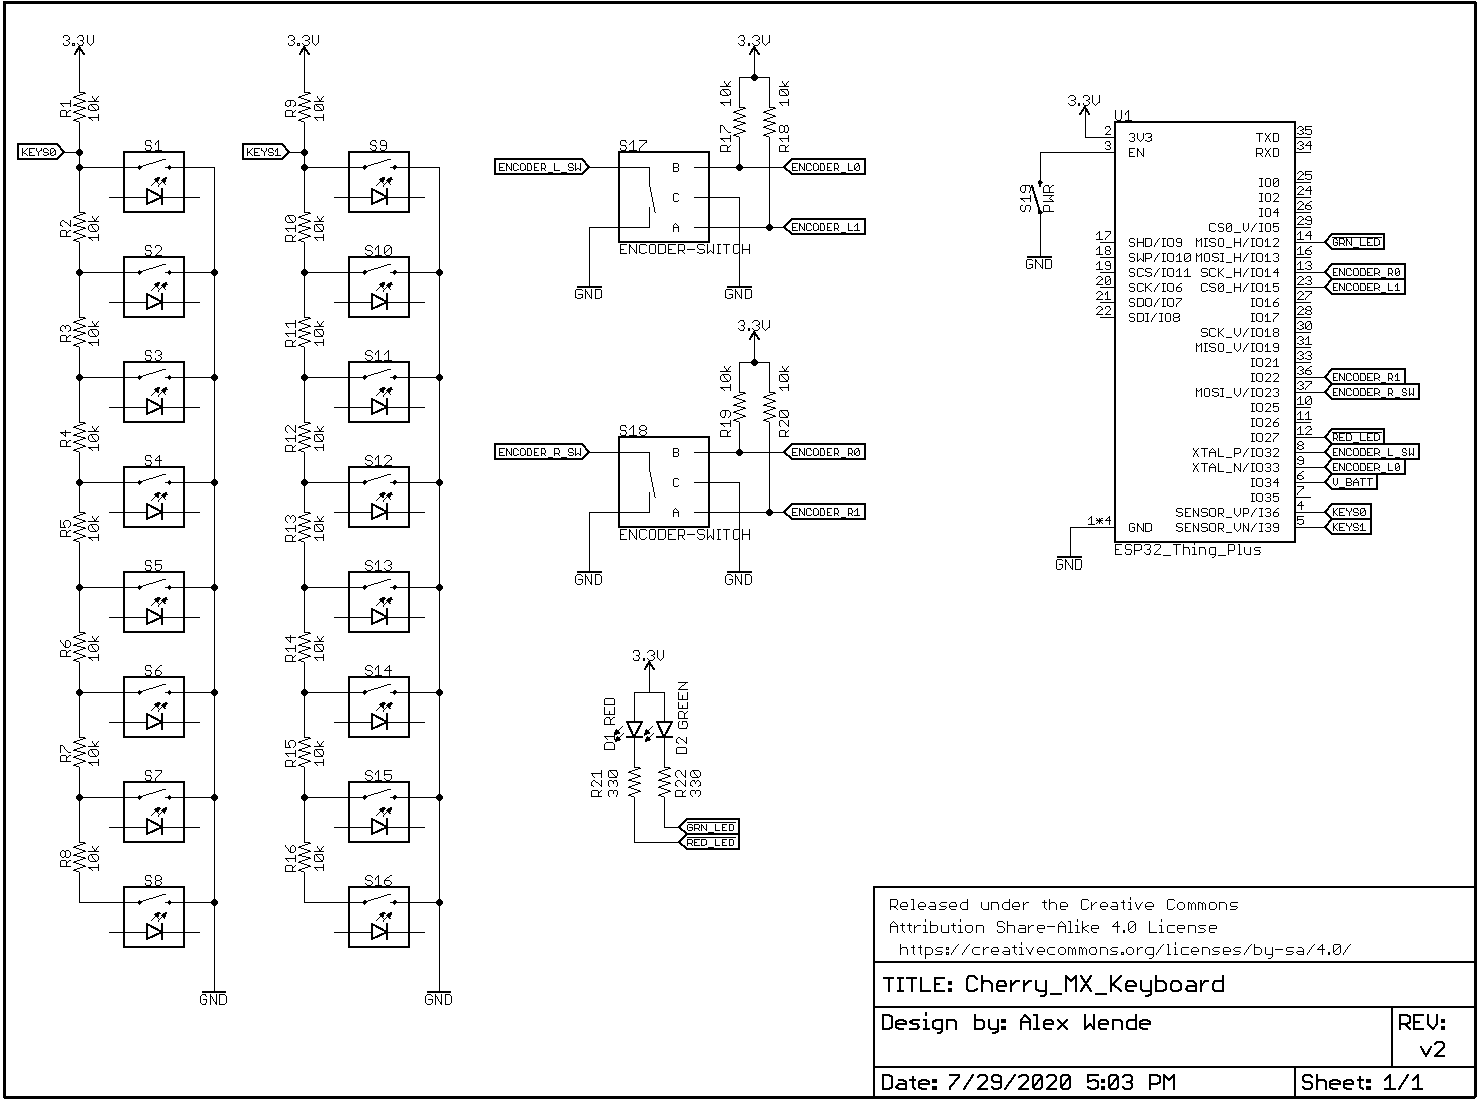 3.3V
R1
10k
KEYS0
S1
R2
10k
S2
R3
10k
S3
R4
10k
S4
R5
10k
S5
R6
10k
S6
R7
10k
S7
R8
10k
S8
GND
3.3V
R9
10k
KEYS1
S9
R10
10k
S10
R11
10k
S11
R12
10k
S12
R13
10k
S13
R14
10k
S14
R15
10k
S15
R16
10k
S16
GND
3.3V
R17
10k
R18
10k
S17
ENCODER_L_SW
B
C
A
ENCODER_L0
ENCODER_L1
ENCODER-SWITCH
GND
GND
3.3V
R19
10k
R20
10k
S18
ENCODER_R_SW
B
C
A
ENCODER_R0
ENCODER_R1
ENCODER-SWITCH
GND
GND
3.3V
D1 RED
D2 GREEN
R21
330
R22
330
GRN_LED
RED_LED
3.3V
U1
2 3V3
3 EN
S19
PWR
GND
17 SHD/IO9
18 SWP/IO10
19 SCS/IO11
20 SCK/IO6
21 SDO/IO7
22 SDI/IO8
1*4 GND
GND
TXD 35
RXD 34
IO0 25
IO2 24
IO4 26
CS0_V/IO5 29
MISO_H/IO12 14 GRN_LED
MOSI_H/IO13 16
SCK_H/IO14 13 ENCODER_R0
CS0_H/IO15 23 ENCODER_L1
IO16 27
IO17 28
SCK_V/IO18 30
MISO_V/IO19 31
IO21 33
IO22 36 ENCODER_R1
MOSI_V/IO23 37 ENCODER_R_SW
IO25 10
IO26 11
IO27 12 RED_LED
XTAL_P/IO32 8 ENCODER_L_SW
XTAL_N/IO33 9 ENCODER_L0
IO34 6 V_BATT
IO35 7
SENSOR_VP/I36 4 KEYS0
SENSOR_VN/I39 5 KEYS1
ESP32_Thing_Plus
Released under the Creative Commons
Attribution Share-Alike 4.0 License
https://creativecommons.org/licenses/by-sa/4.0/
TITLE: Cherry_MX_Keyboard
Design by: Alex Wende
REV:
v2
Date: 7/29/2020 5:03 PM
Sheet: 1/1